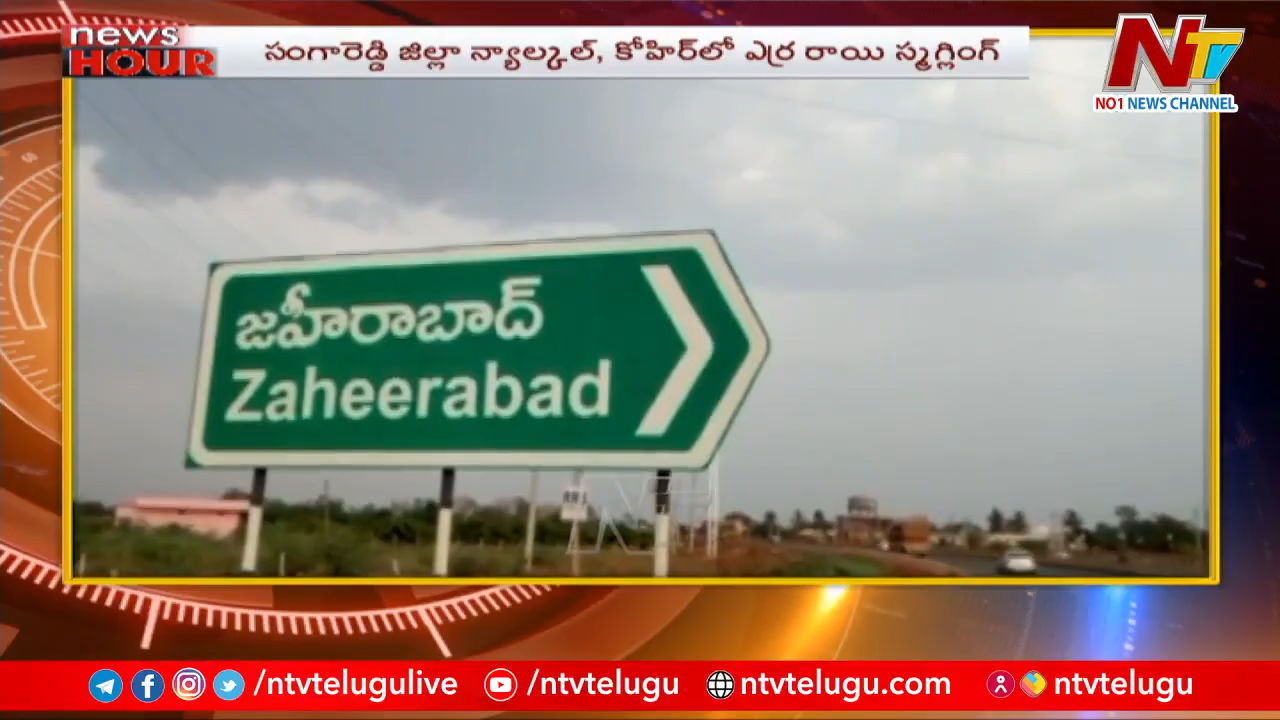 news
HOUR
సంగారెడ్డి జిల్లా న్యాల్కల్, కోహిర్‌లో ఎర్ర రాయి స్మగ్లింగ్
NTV
NO1 NEWS CHANNEL
జహీరాబాద్
Zaheerabad
/ntvtelugulive
/ntvtelugu
ntvtelugu.com
ntvtelugu